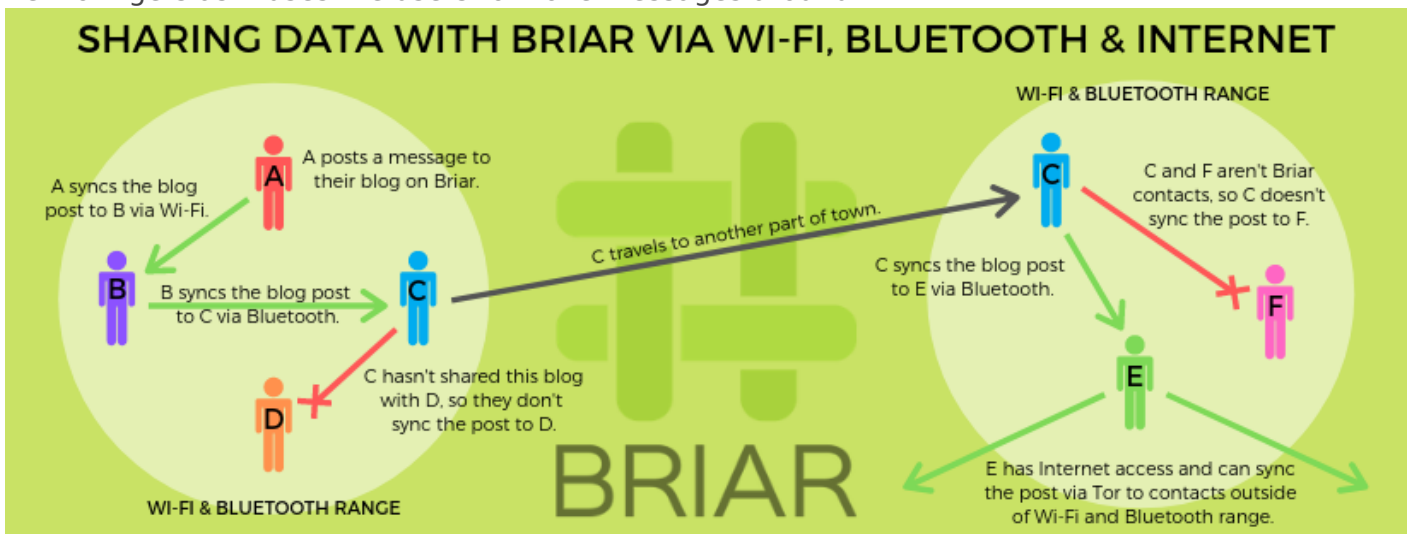 SHARING DATA WITH BRIAR VIA WI-FI, BLUETOOTH & INTERNET
A
A posts a message to
their blog on Briar.
A syncs the blog
post to B via Wi-Fi.
B
B syncs the blog post
to C via Bluetooth.
C
C hasn't shared this blog
with D, so they don't
sync the post to D.
D
WI-FI & BLUETOOTH RANGE
C travels to another part of town.
BRIAR
WI-FI & BLUETOOTH RANGE
C
C and F aren't Briar
contacts, so C doesn't
sync the post to F.
C syncs the blog post
to E via Bluetooth.
F
E
E has Internet access and can sync
the post via Tor to contacts outside
of Wi-Fi and Bluetooth range.